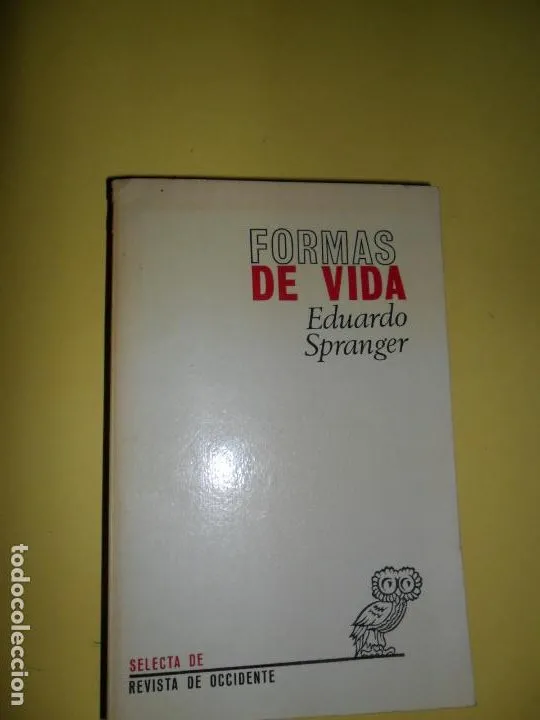 FORMAS
DE VIDA
Eduardo
Spranger
SELECTA DE
REVISTA DE OCCIDENTE
todocoleccion